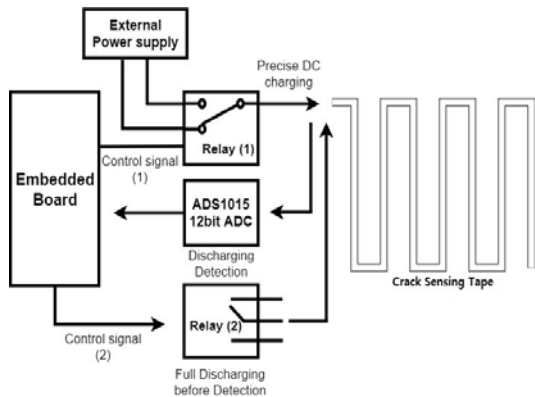 External
Power supply
Precise DC
charging
Relay (1)
Control signal
(1)
Embedded
Board
ADS1015
12bit ADC
Discharging
Detection
Crack Sensing Tape
Relay (2)
Control signal
(2)
Full Discharging
before Detection